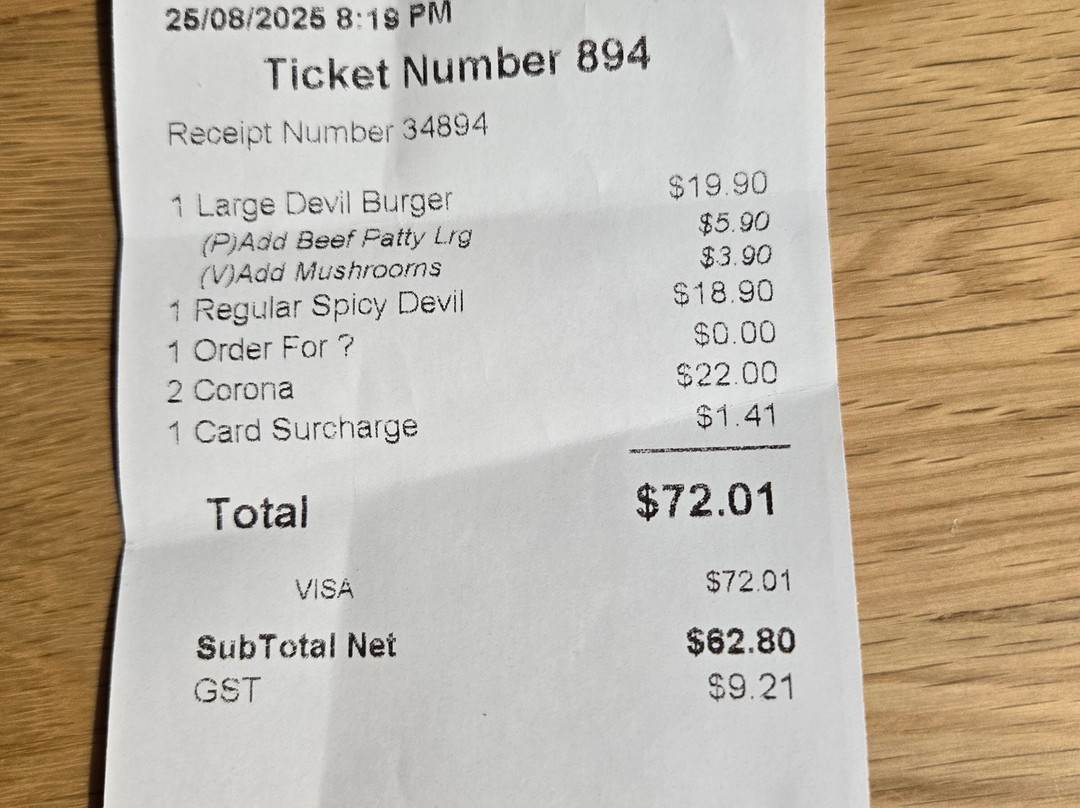 25/08/2025 8:19 PM
Ticket Number 894
Receipt Number 34894
1 Large Devil Burger $19.90
(P)Add Beef Patty Lrg $5.90
(V)Add Mushrooms $3.90
1 Regular Spicy Devil $18.90
1 Order For ? $0.00
2 Corona $22.00
1 Card Surcharge $1.41
Total $72.01
VISA $72.01
SubTotal Net $62.80
GST $9.21